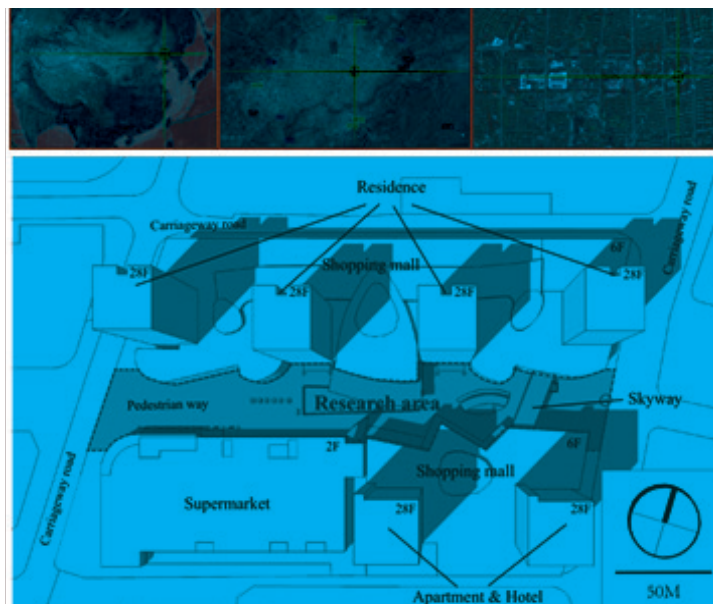 Residence
Carriageway road
Carriageway road
6F
Shopping mall
28F
28F
28F
28F
Pedestrian way
Research area
Skyway
2F
6F
Shopping mall
Supermarket
28F
28F
Carriageway road
Apartment & Hotel
50M